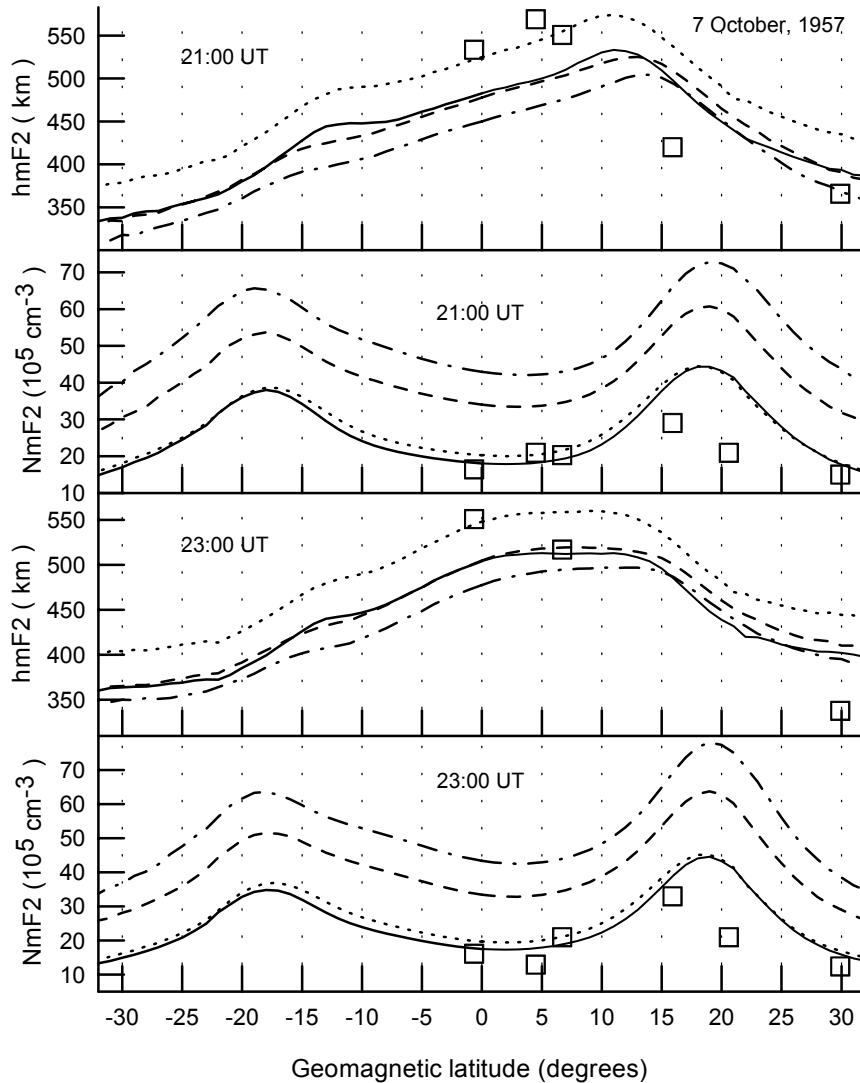 7 October, 1957
21:00 UT
hmF2 ( km )
550
500
450
400
350
21:00 UT
NmF2 (10⁵ cm⁻³)
70
60
50
40
30
20
10
23:00 UT
hmF2 ( km )
550
500
450
400
350
23:00 UT
NmF2 (10⁵ cm⁻³)
70
60
50
40
30
20
10
-30 -25 -20 -15 -10 -5 0 5 10 15 20 25 30
Geomagnetic latitude (degrees)